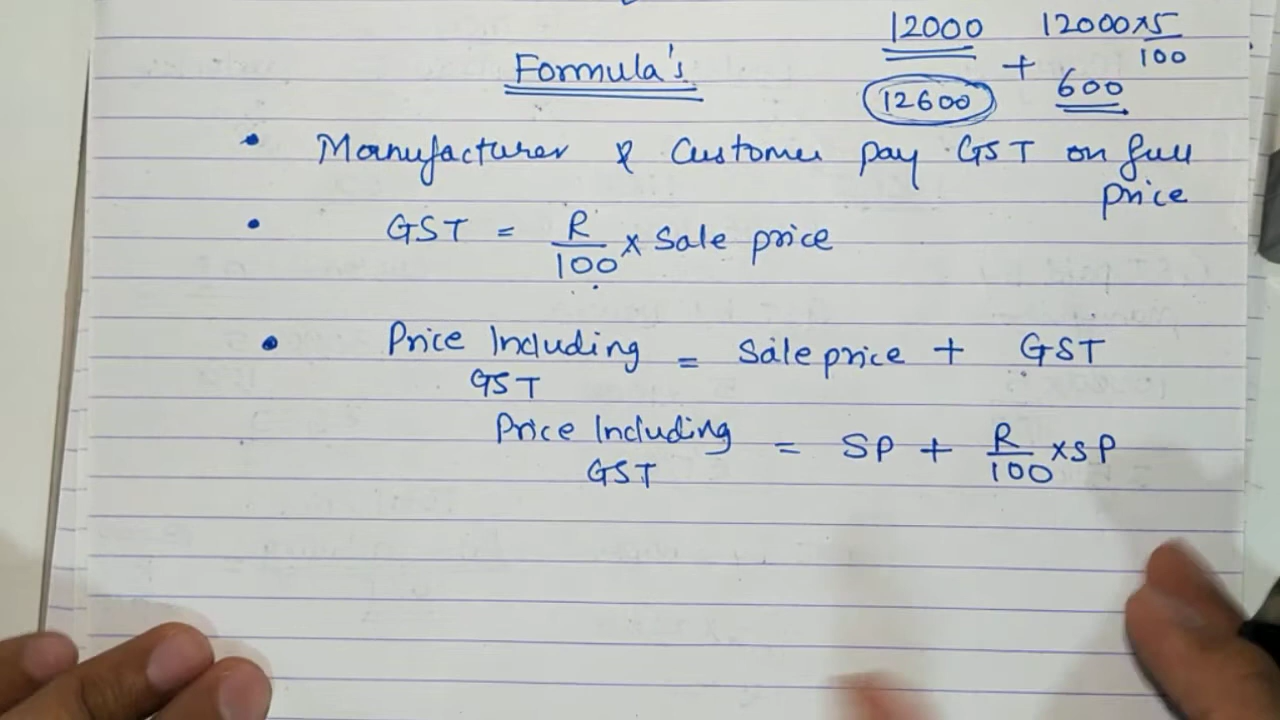 12000 + 12000×5/100
12600 600
Formula's
• Manufacturer & Customer pay GST on full
price
• GST = R/100 × Sale price
• Price Including GST = Sale price + GST
Price Including GST = SP + R/100 × SP